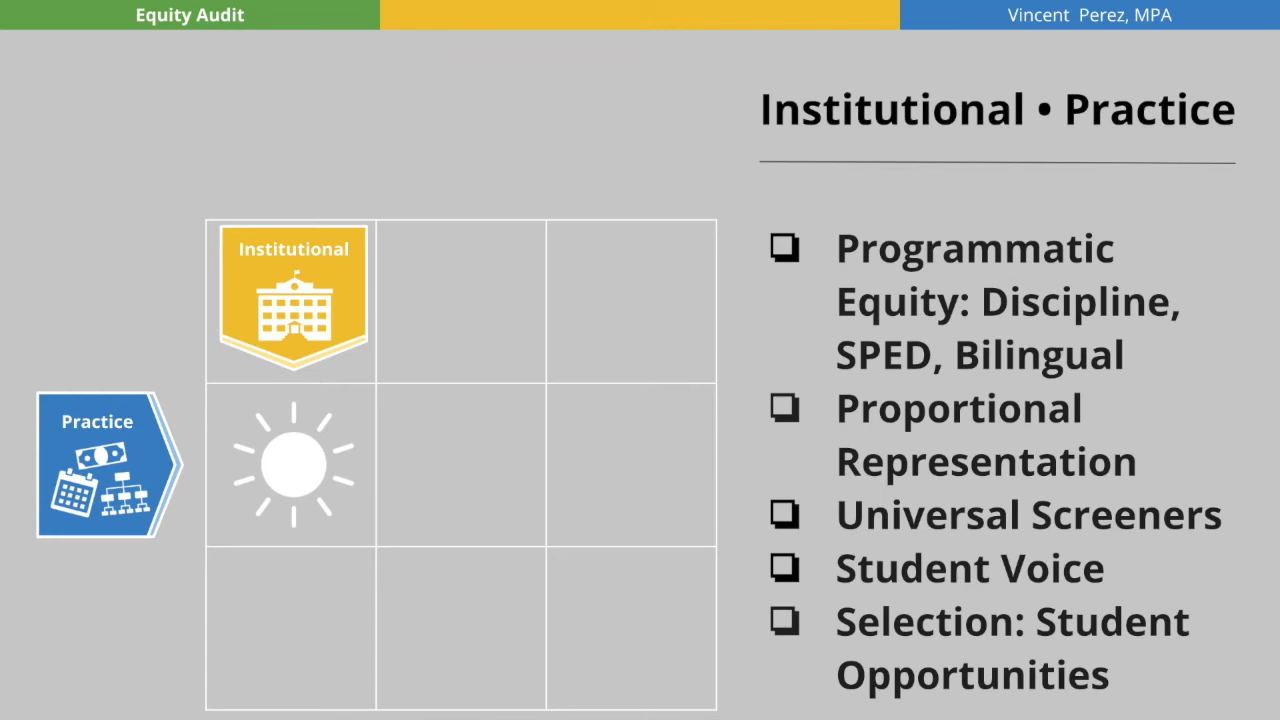 Equity Audit
Vincent Perez, MPA
Institutional • Practice
Institutional
Practice
Programmatic
Equity: Discipline,
SPED, Bilingual
Proportional
Representation
Universal Screeners
Student Voice
Selection: Student
Opportunities